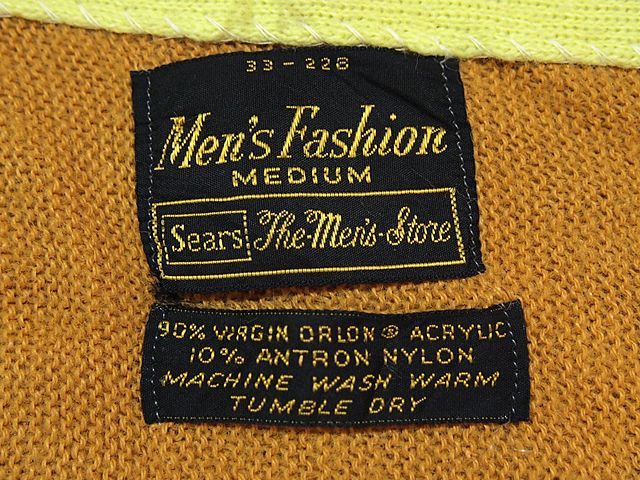 33-228
Men's Fashion
MEDIUM
Sears The-Men's-Store
90% VIRGIN ORLON® ACRYLIC
10% ANTRON NYLON
MACHINE WASH WARM
TUMBLE DRY